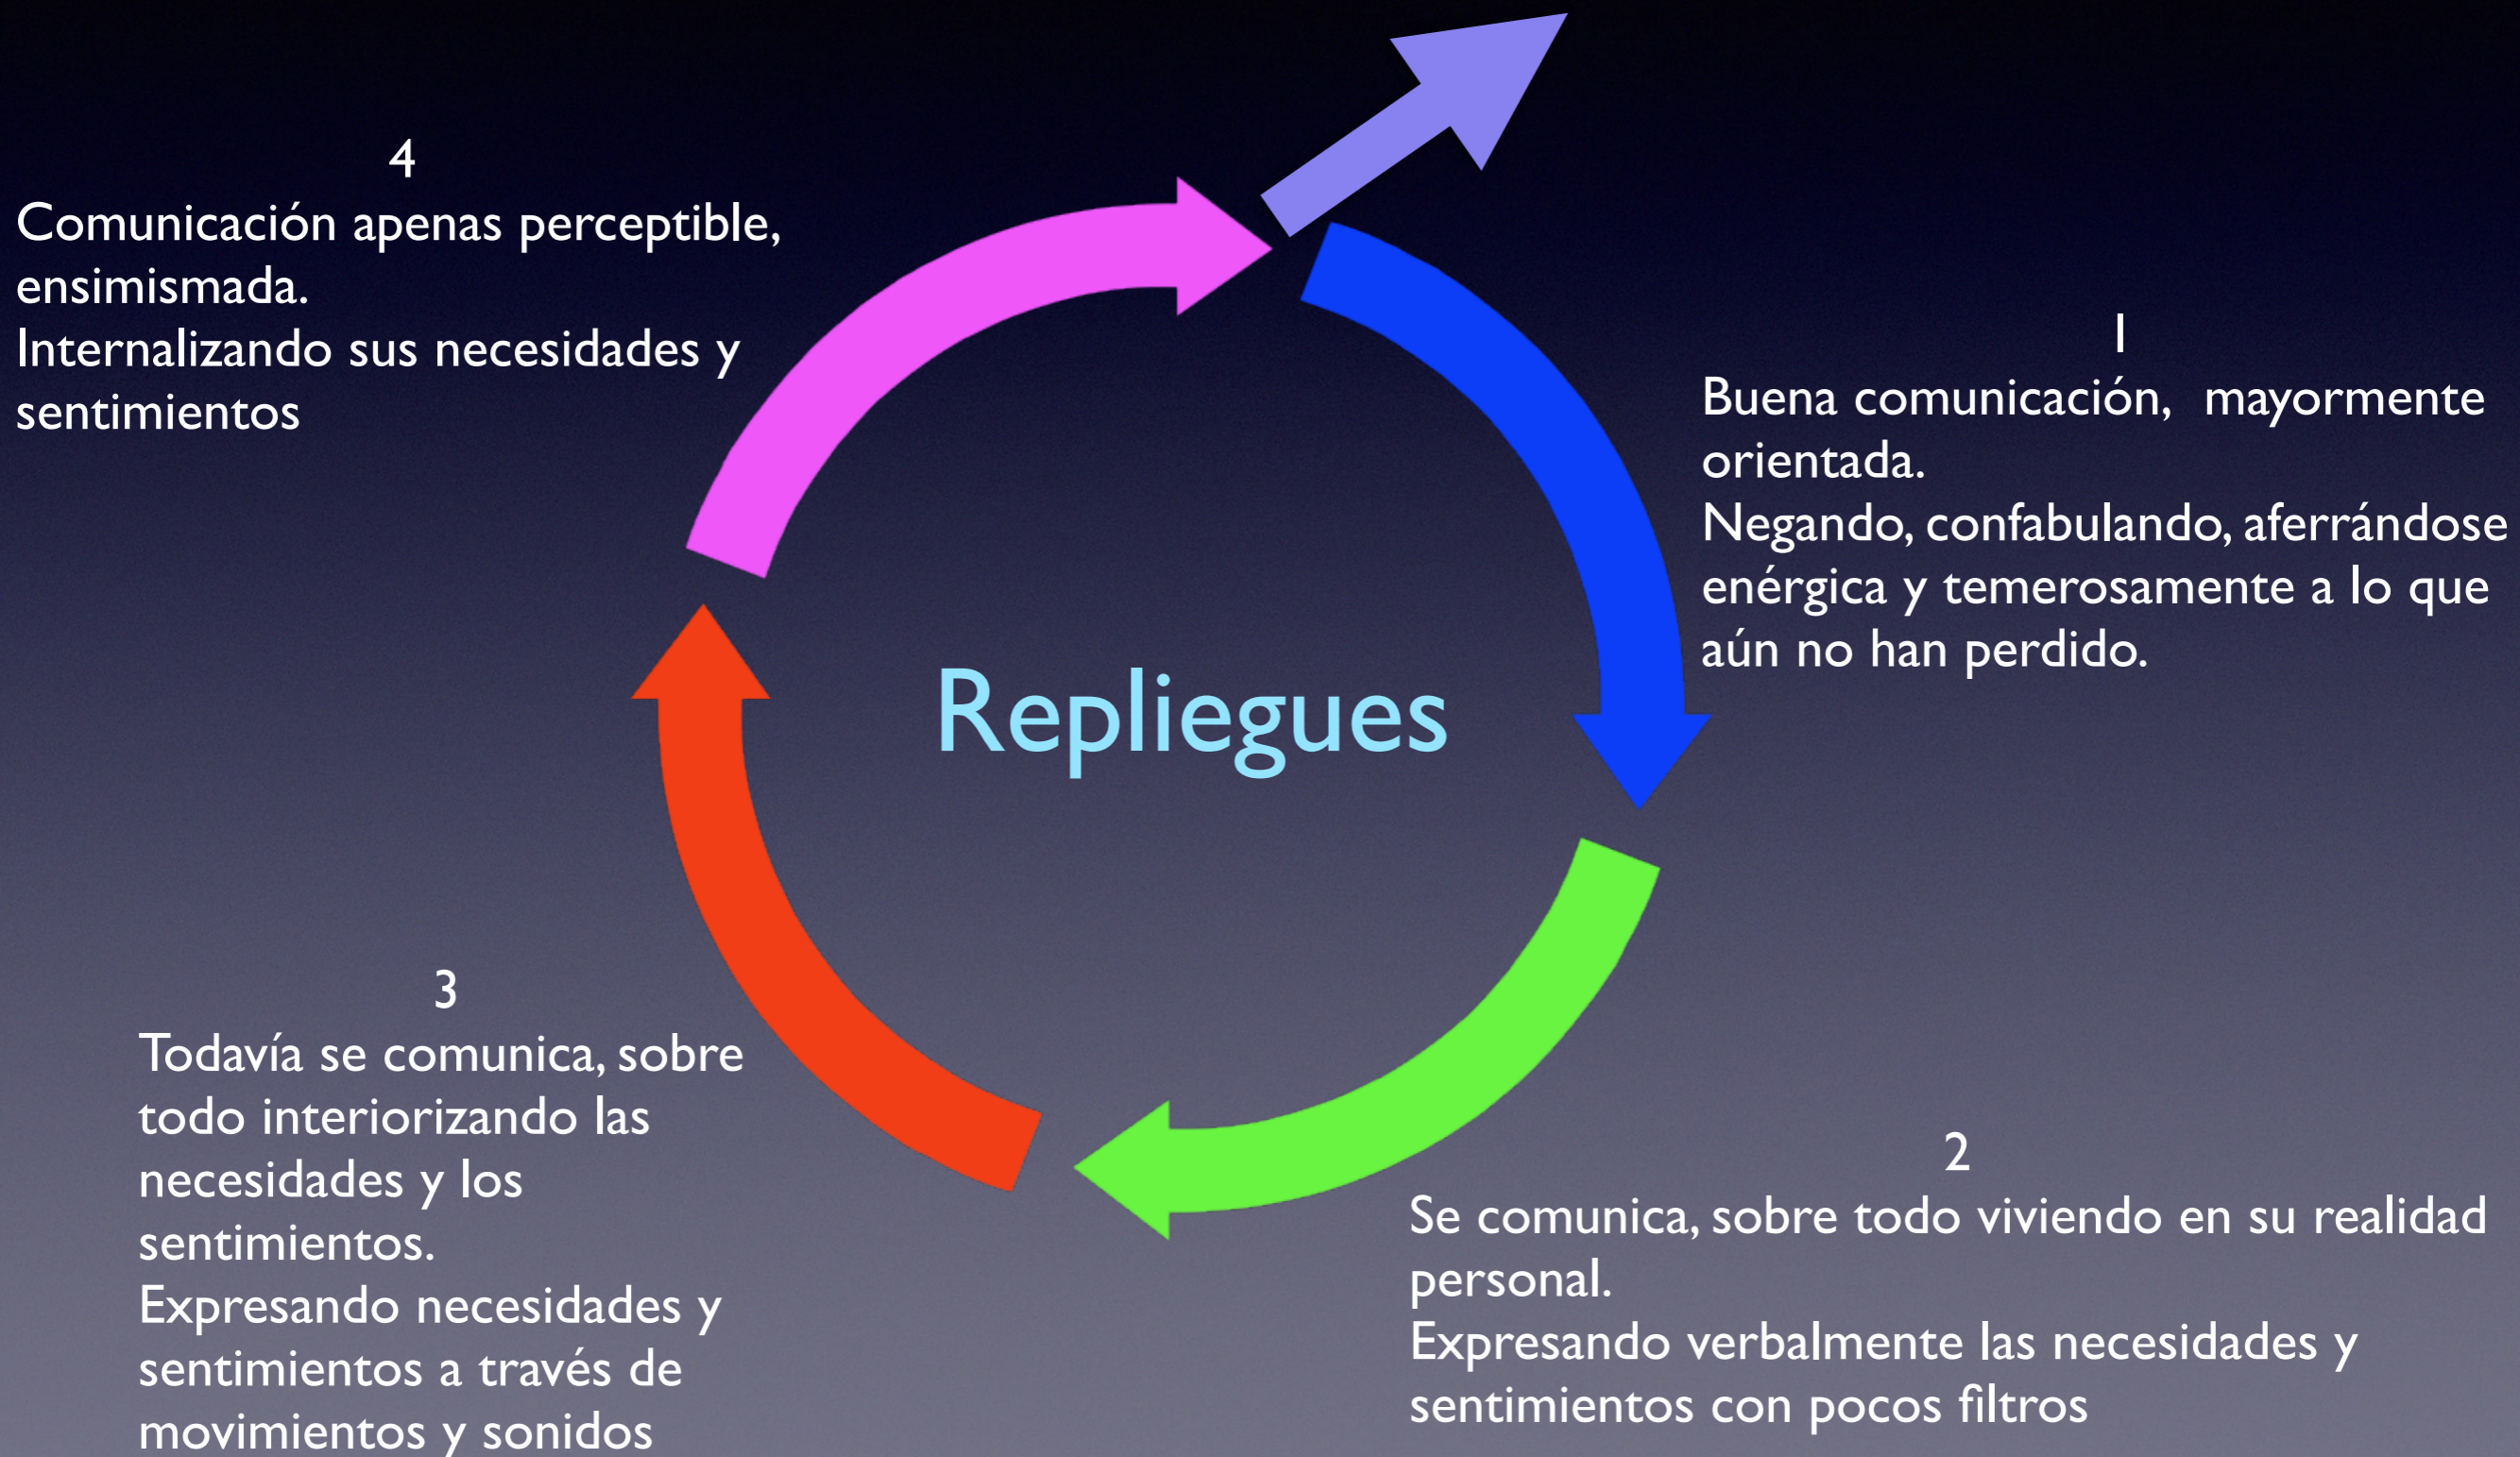 4
Comunicación apenas perceptible,
ensimismada.
Internalizando sus necesidades y
sentimientos
1
Buena comunicación, mayormente
orientada.
Negando, confabulando, aferrándose
enérgica y temerosamente a lo que
aún no han perdido.
Repliegues
3
Todavía se comunica, sobre
todo interiorizando las
necesidades y los
sentimientos.
Expresando necesidades y
sentimientos a través de
movimientos y sonidos
2
Se comunica, sobre todo viviendo en su realidad
personal.
Expresando verbalmente las necesidades y
sentimientos con pocos filtros